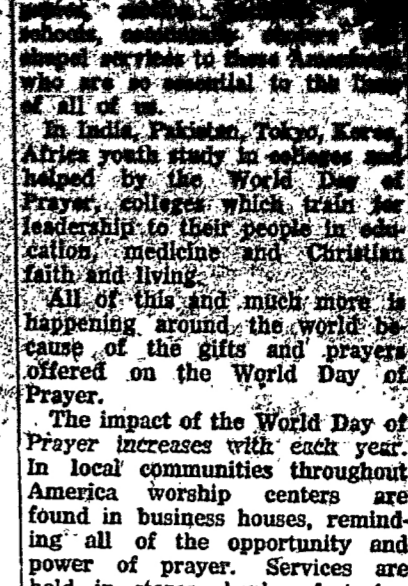 schools,
chapel services to these Americans
who are so essential to the lives
of all of us.
In India, Pakistan, Tokyo, Korea,
Africa youth study in colleges and
helped by the World Day of
Prayer, colleges which train for
leadership to their people in edu-
cation, medicine and Christian
faith and living.
All of this and much more is
happening around the world be-
cause of the gifts and prayers
offered on the World Day of
Prayer.
The impact of the World Day of
Prayer increases with each year.
In local communities throughout
America worship centers are
found in business houses, remind-
ing all of the opportunity and
power of prayer. Services are
held in